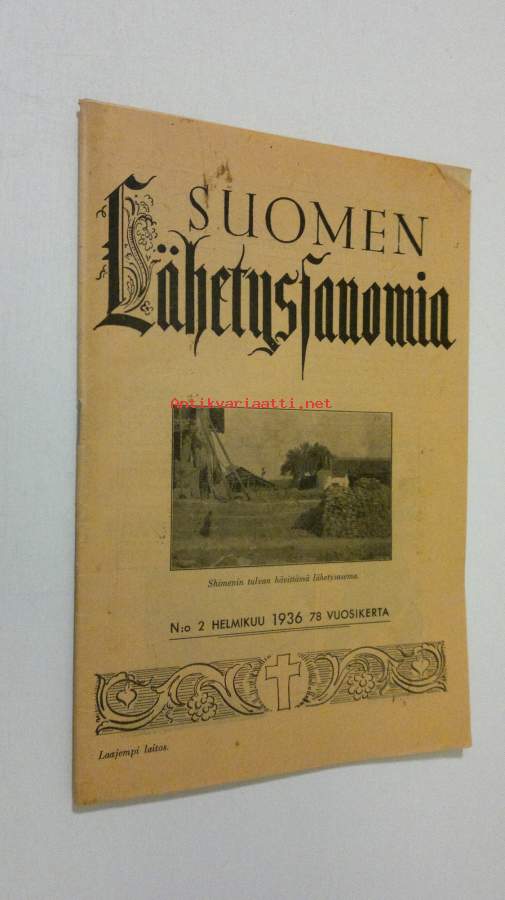 SUOMEN
Lähetyssanomia
Antikvariaatti.net
Shimenin tulvan hävittämä lähetysasema.
N:o 2 HELMIKUU 1936 78 VUOSIKERTA
Laajempi laitos.